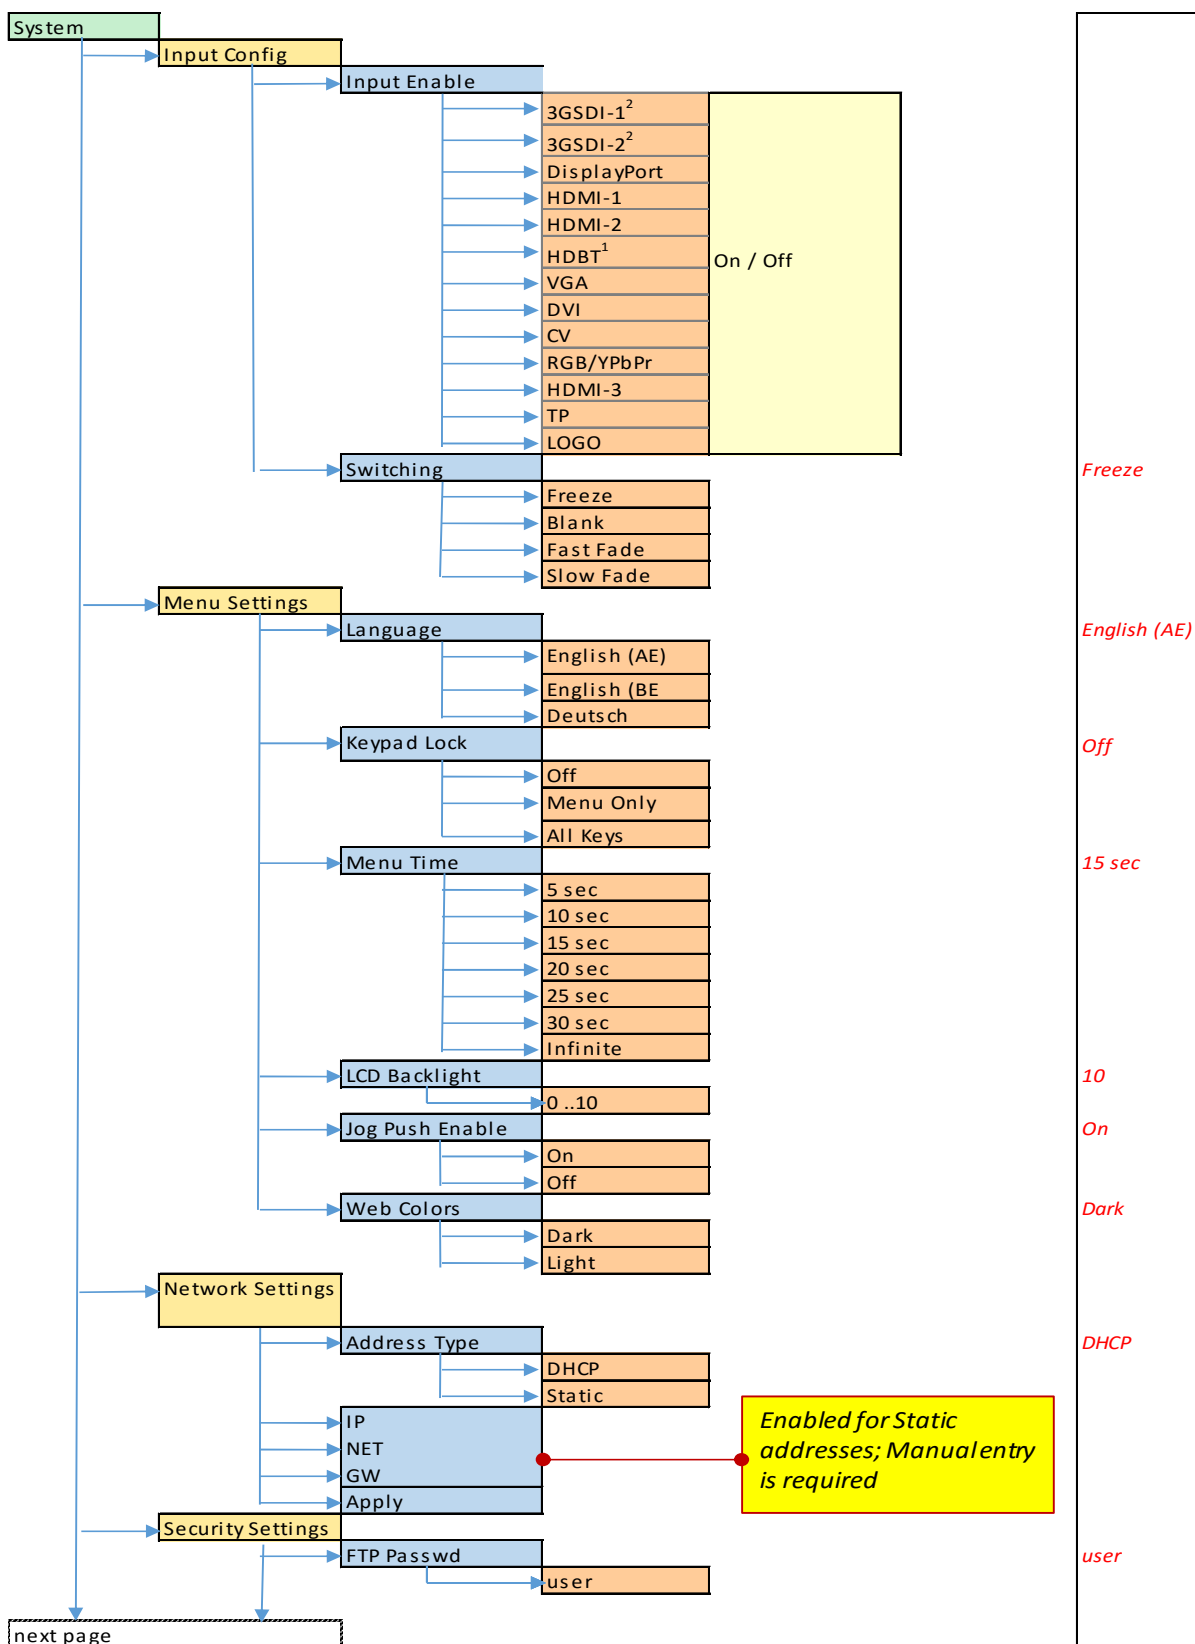 System
Input Config
Input Enable
3GSDI-1²
3GSDI-2²
DisplayPort
HDMI-1
HDMI-2
HDBT¹
On / Off
VGA
DVI
CV
RGB/YPbPr
HDMI-3
TP
LOGO
Switching
Freeze
Freeze
Blank
Fast Fade
Slow Fade
Menu Settings
Language
English (AE)
English (AE)
English (BE
Deutsch
Keypad Lock
Off
Off
Menu Only
All Keys
Menu Time
15 sec
5 sec
10 sec
15 sec
20 sec
25 sec
30 sec
Infinite
LCD Backlight
10
0 ..10
Jog Push Enable
On
On
Off
Web Colors
Dark
Dark
Light
Network Settings
Address Type
DHCP
DHCP
Static
IP
NET
GW
Apply
Enabled for Static
addresses; Manual entry
is required
Security Settings
FTP Passwd
user
user
next page